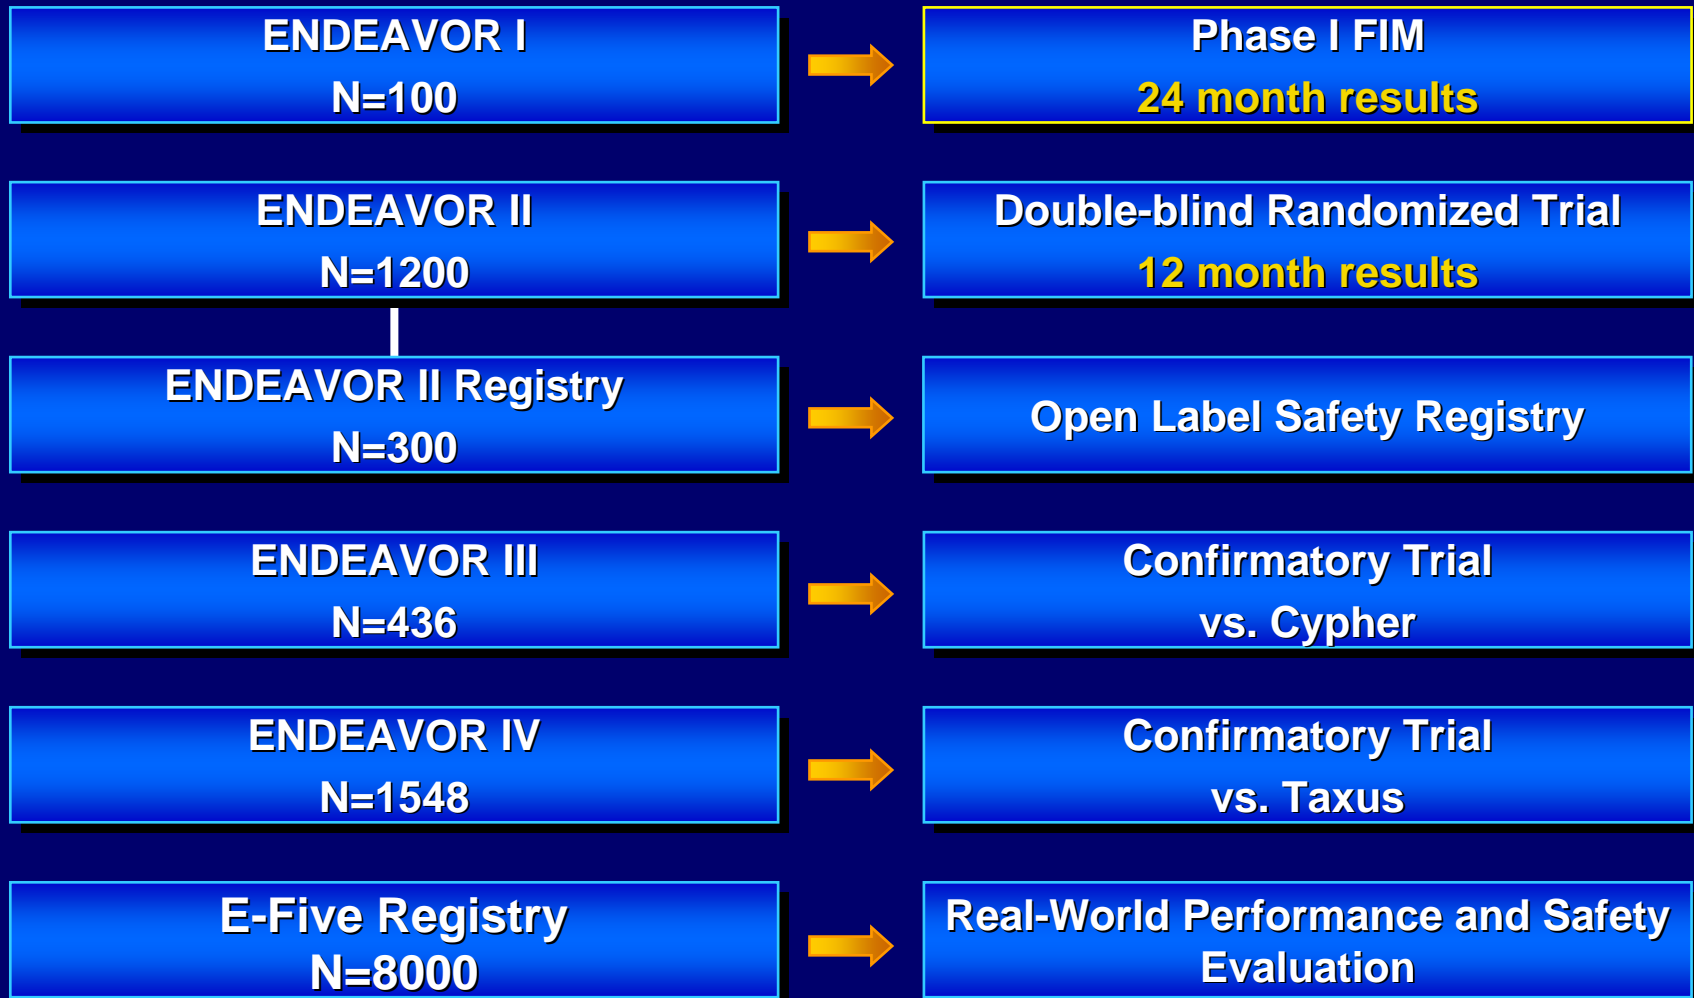 ENDEAVOR I
N=100
Phase I FIM
24 month results
ENDEAVOR II
N=1200
Double-blind Randomized Trial
12 month results
ENDEAVOR II Registry
N=300
Open Label Safety Registry
ENDEAVOR III
N=436
Confirmatory Trial
vs. Cypher
ENDEAVOR IV
N=1548
Confirmatory Trial
vs. Taxus
E-Five Registry
N=8000
Real-World Performance and Safety
Evaluation